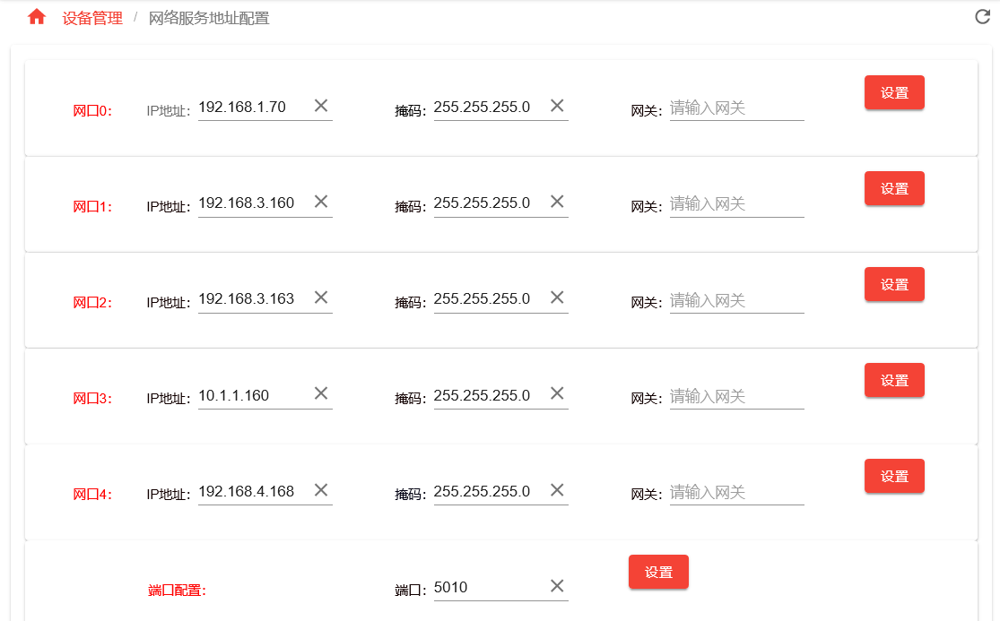 设备管理 / 网络服务地址配置
网口0： IP地址： 192.168.1.70 掩码： 255.255.255.0 网关： 请输入网关 设置
网口1： IP地址： 192.168.3.160 掩码： 255.255.255.0 网关： 请输入网关 设置
网口2： IP地址： 192.168.3.163 掩码： 255.255.255.0 网关： 请输入网关 设置
网口3： IP地址： 10.1.1.160 掩码： 255.255.255.0 网关： 请输入网关 设置
网口4： IP地址： 192.168.4.168 掩码： 255.255.255.0 网关： 请输入网关 设置
端口配置： 端口： 5010 设置